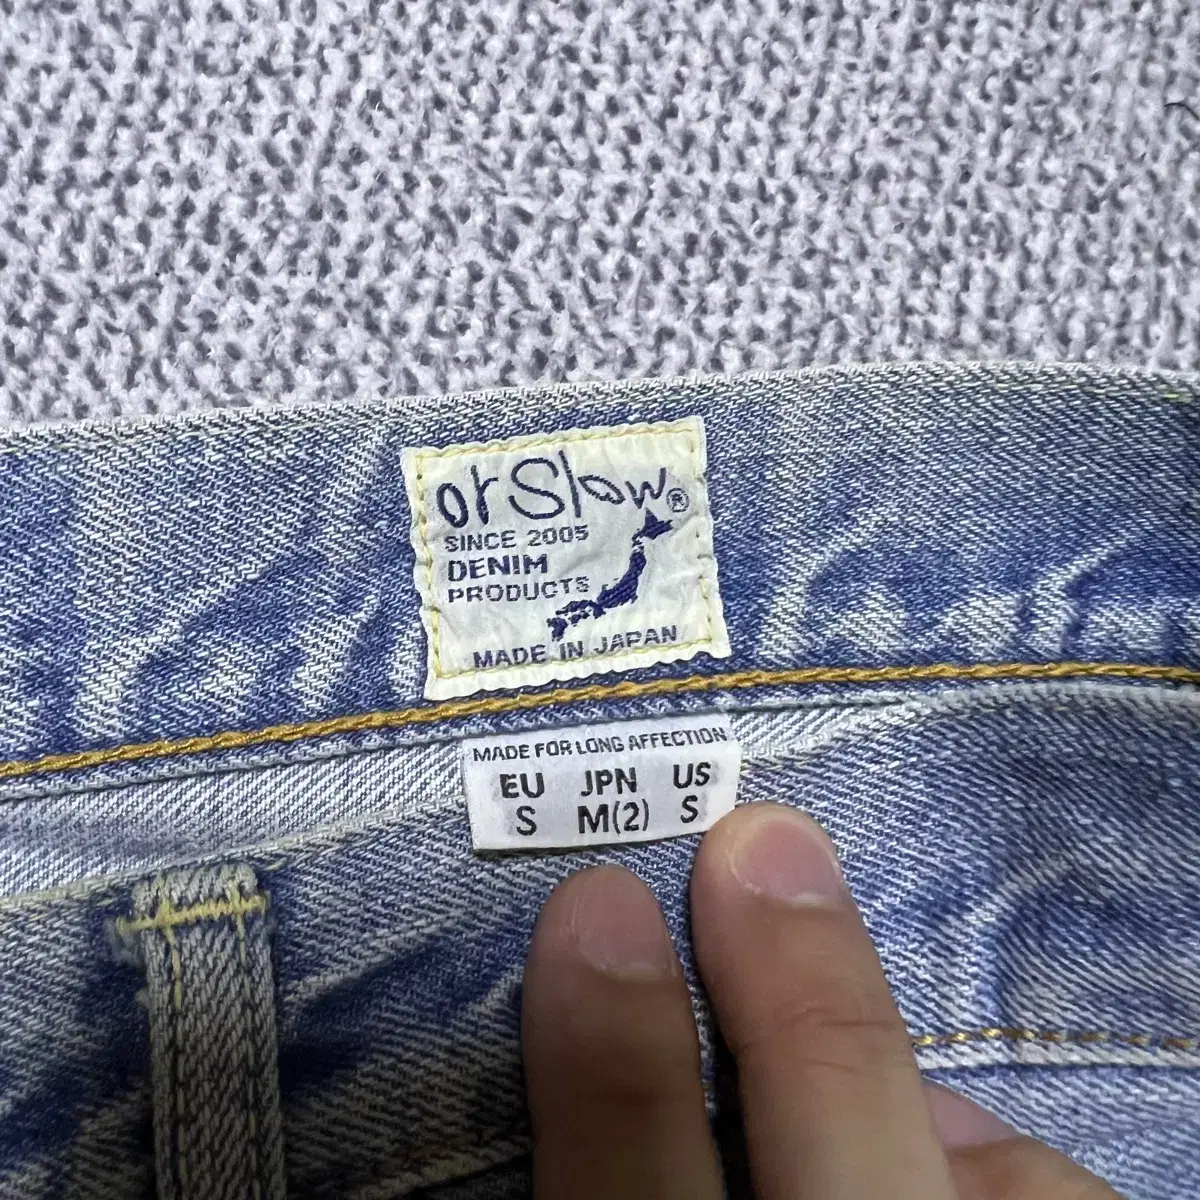 orSlow®
SINCE 2005
DENIM
PRODUCTS
MADE IN JAPAN
MADE FOR LONG AFFECTION
EU JPN US
S M(2) S